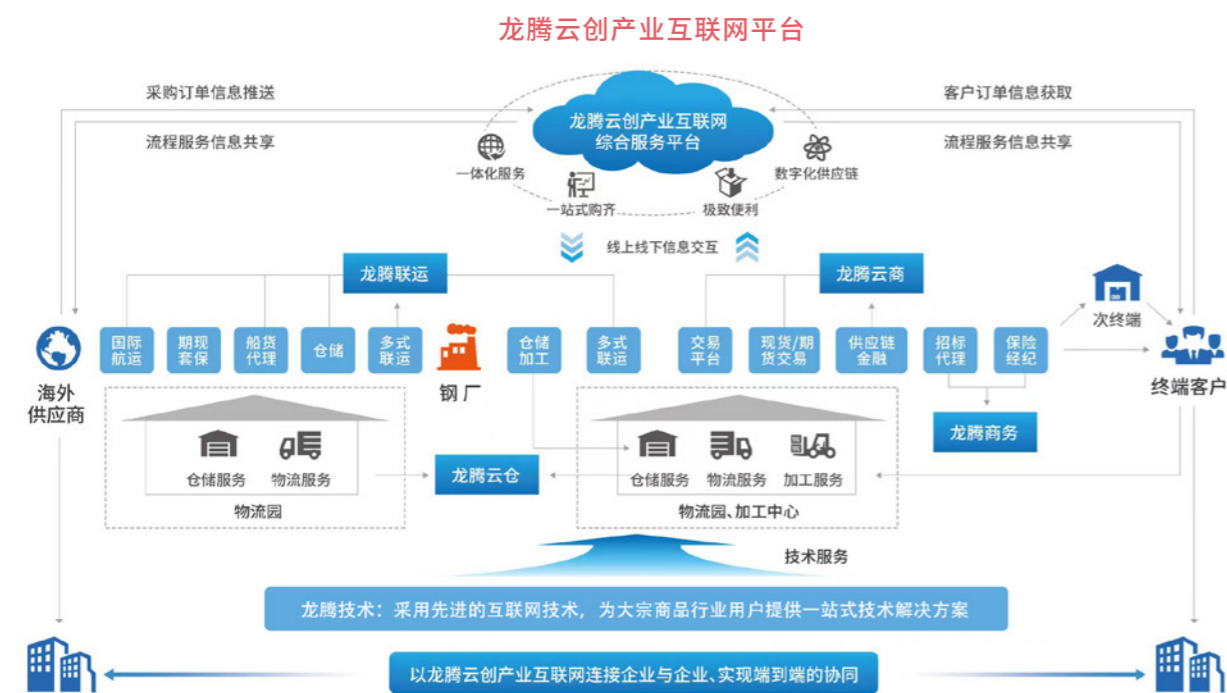 龙腾云创产业互联网平台
采购订单信息推送
客户订单信息获取
龙腾云创产业互联网
综合服务平台
流程服务信息共享
流程服务信息共享
一体化服务
数字化供应链
一站式购齐
极致便利
线上线下信息交互
龙腾联运
龙腾云商
次终端
国际
航运
期现
套保
船货
代理
仓储
多式
联运
仓储
加工
多式
联运
交易
平台
现货/期
货交易
供应链
金融
招标
代理
保险
经纪
海外
供应商
钢厂
终端客户
龙腾商务
仓储服务
物流服务
龙腾云仓
仓储服务
物流服务
加工服务
物流园
物流园、加工中心
技术服务
龙腾技术：采用先进的互联网技术，为大宗商品行业用户提供一站式技术解决方案
以龙腾云创产业互联网连接企业与企业、实现端到端的协同